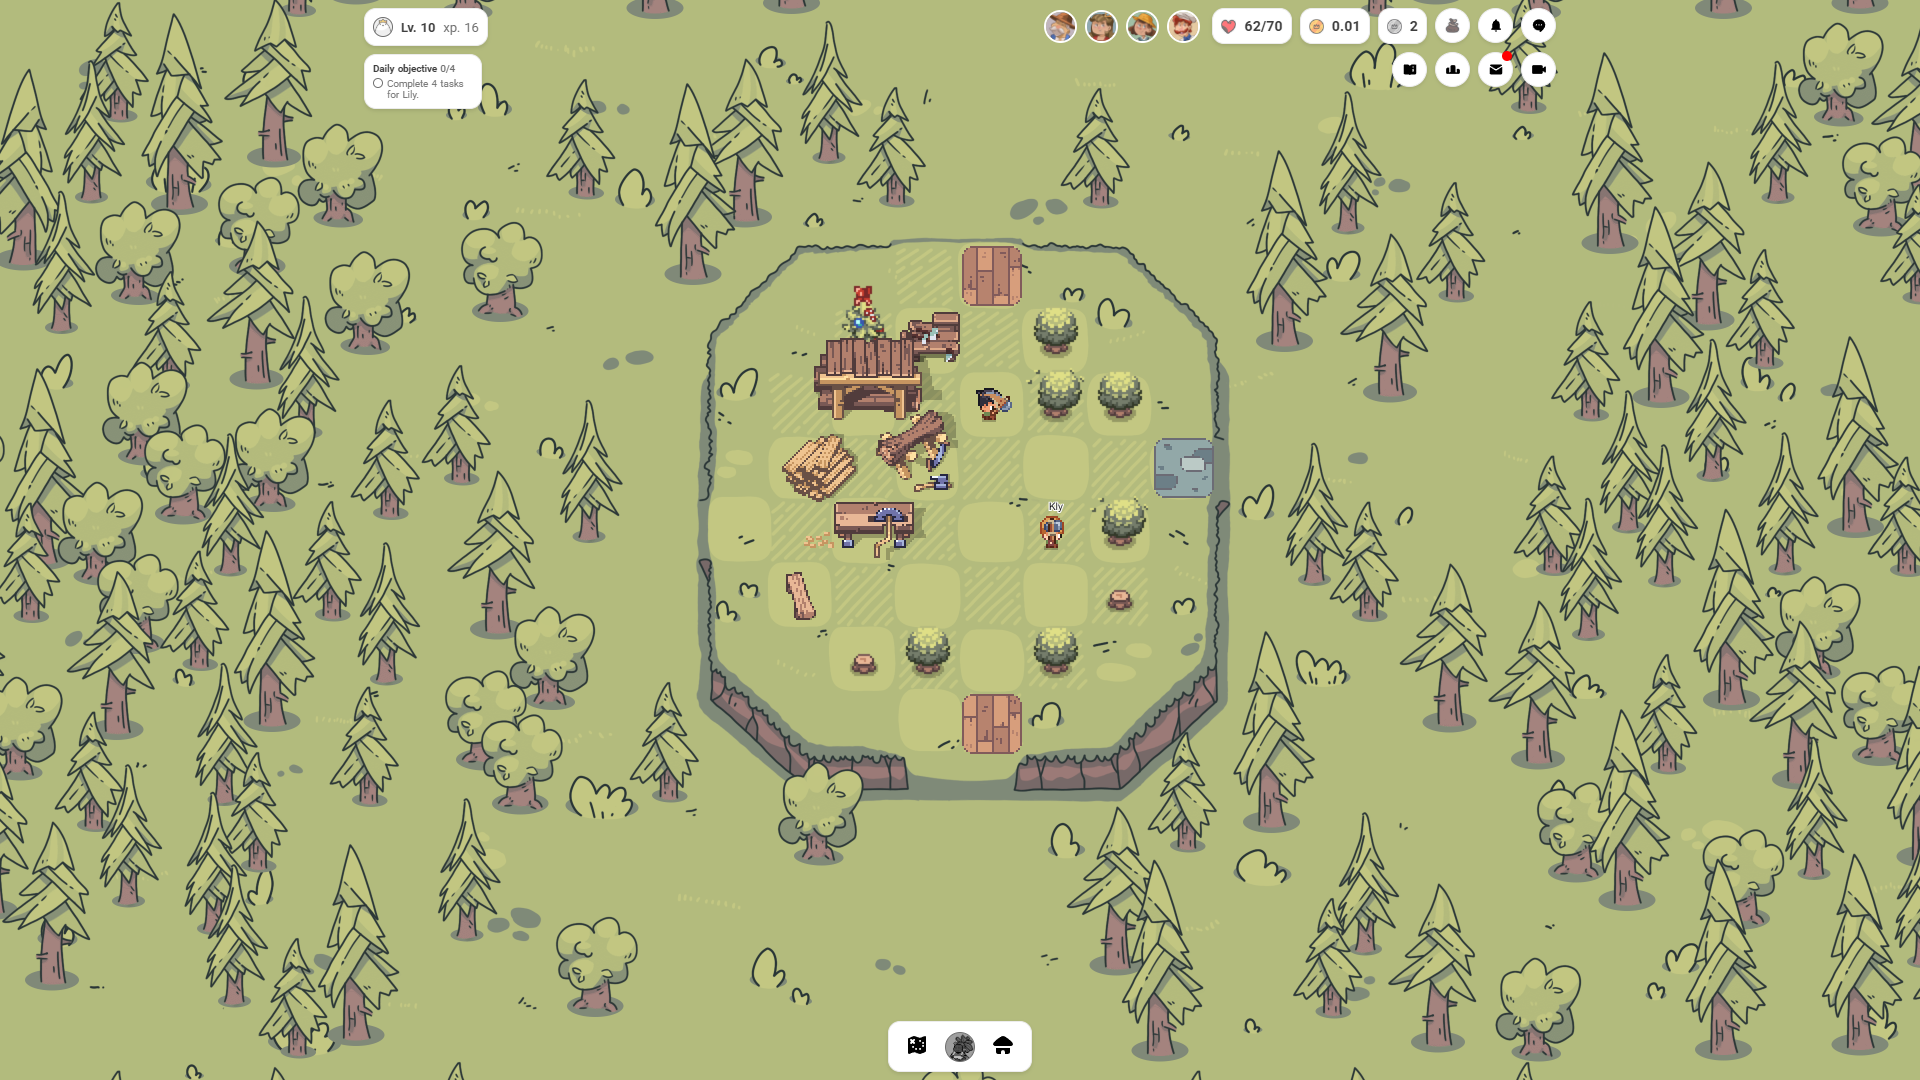 Lv. 10 xp. 16
62/70
0.01
2
Daily objective 0/4
Complete 4 tasks
for Lily.
Kly